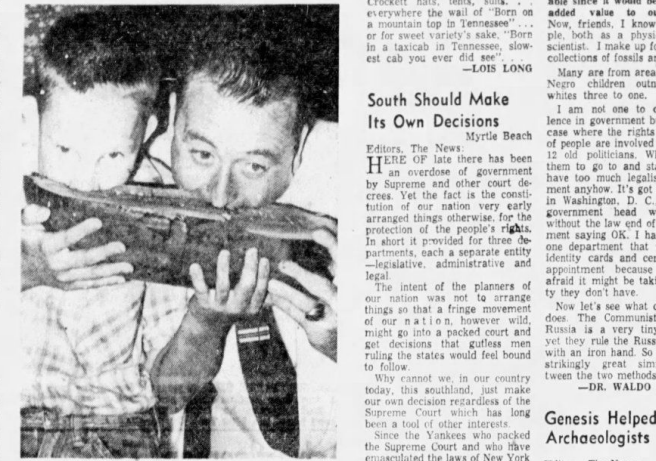 Crockett hats, tents, suits. . .
everywhere the wail of "Born on
a mountain top in Tennessee" . . .
or for sweet variety's sake, "Born
in a taxicab in Tennessee, slow-
est cab you ever did see". . .
—LOIS LONG
South Should Make
Its Own Decisions
Myrtle Beach
Editors, The News:
HERE OF late there has been
an overdose of government
by Supreme and other court de-
crees. Yet the fact is the consti-
tution of our nation very early
arranged things otherwise, for the
protection of the people's rights.
In short it provided for three de-
partments, each a separate entity
—legislative, administrative and
legal.
The intent of the planners of
our nation was not to arrange
things so that a fringe movement
of our nation, however wild,
might go into a packed court and
get decisions that gutless men
ruling the states would feel bound
to follow.
Why cannot we, in our country
today, this southland, just make
our own decision regardless of the
Supreme Court which has long
been a tool of other interests.
Since the Yankees who packed
the Supreme Court and who have
emasculated the laws of New York
able since it would be
added value to
Now, friends, I know
ple, both as a physi
scientist. I make up
collections of fossils
Many are from area
Negro children outn
whites three to one.
I am not one to
lence in government
case where the rights
of people are involved
12 old politicians.
them to go to and
have too much legalis
ment anyhow. It's got
in Washington, D. C.
government head
without the law end of
ment saying OK. I
one department that
identity cards and
appointment because
afraid it might be
ty they don't have.
Now let's see what
does. The Communist
Russia is a very
yet they rule the
with an iron hand. So
strikingly great
tween the two methods
—DR. WALDO
Genesis Helped
Archaeologists